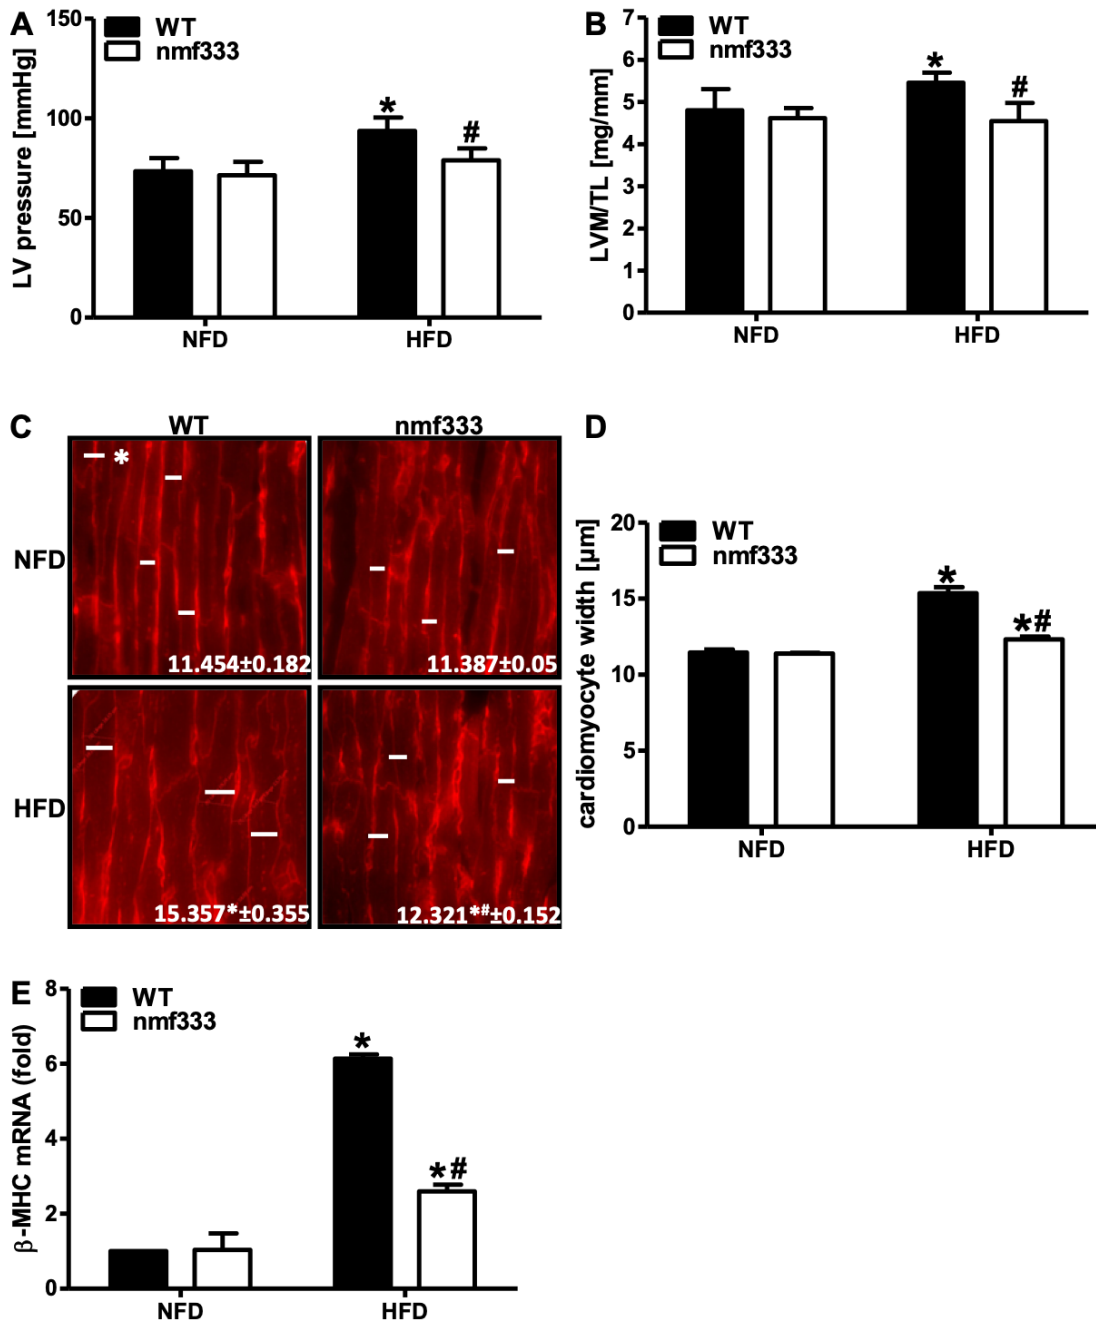 A
LV pressure [mmHg]
150
100
50
0
WT
nmf333
*
#
NFD HFD
B
LVM/TL [mg/mm]
7
6
5
4
3
2
1
0
WT
nmf333
*
#
NFD HFD
C
WT nmf333
NFD
*
11.454±0.182
11.387±0.05
HFD
15.357*±0.355
12.321*#±0.152
D
cardiomyocyte width [µm]
20
15
10
5
0
WT
nmf333
*
*#
NFD HFD
E
β-MHC mRNA (fold)
8
6
4
2
0
WT
nmf333
*
*#
NFD HFD